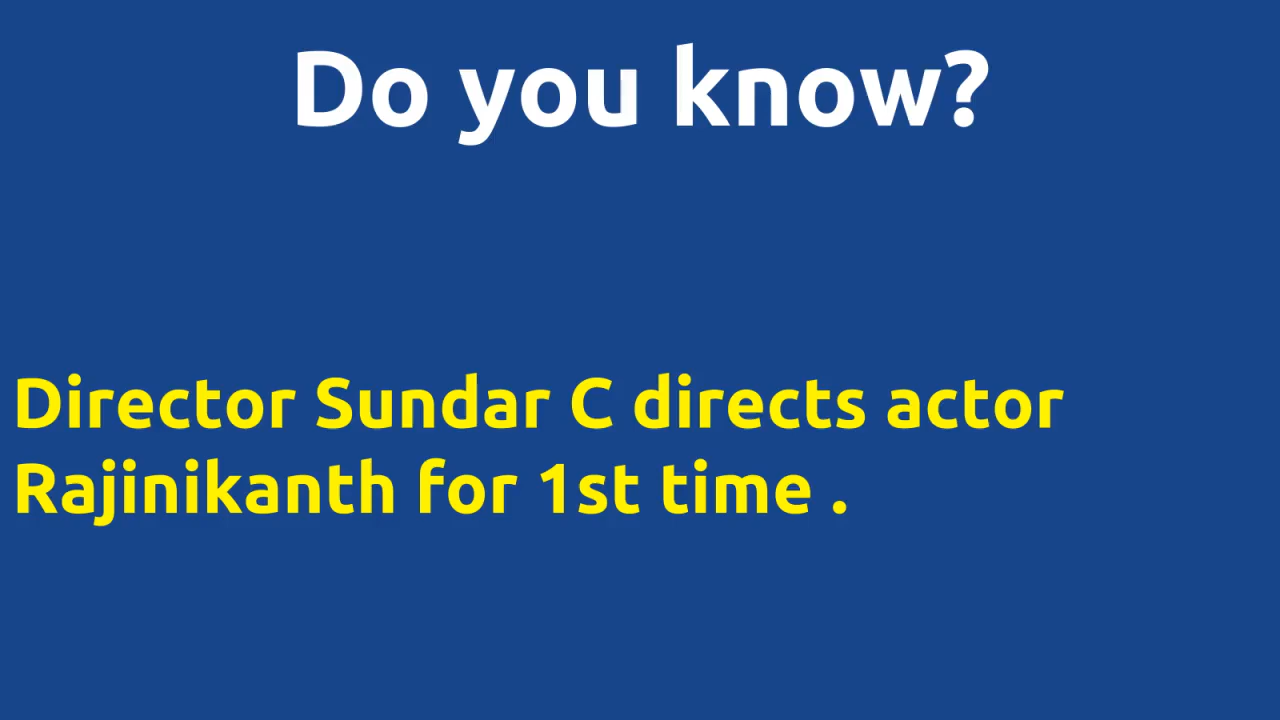 Do you know?
Director Sundar C directs actor
Rajinikanth for 1st time .